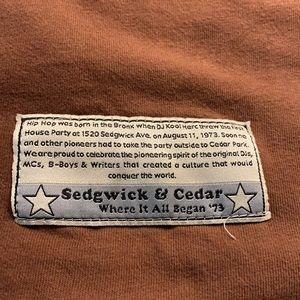 Hip Hop was born in the Bronx when DJ Kool Herc threw the first
House Party at 1520 Sedgwick Ave. on August 11, 1973. Soon he
and other pioneers had to take the party outside to Cedar Park.
We are proud to celebrate the pioneering spirit of the original DJs,
MCs, B-Boys & Writers that created a culture that would
conquer the world.
Sedgwick & Cedar
Where It All Began '73